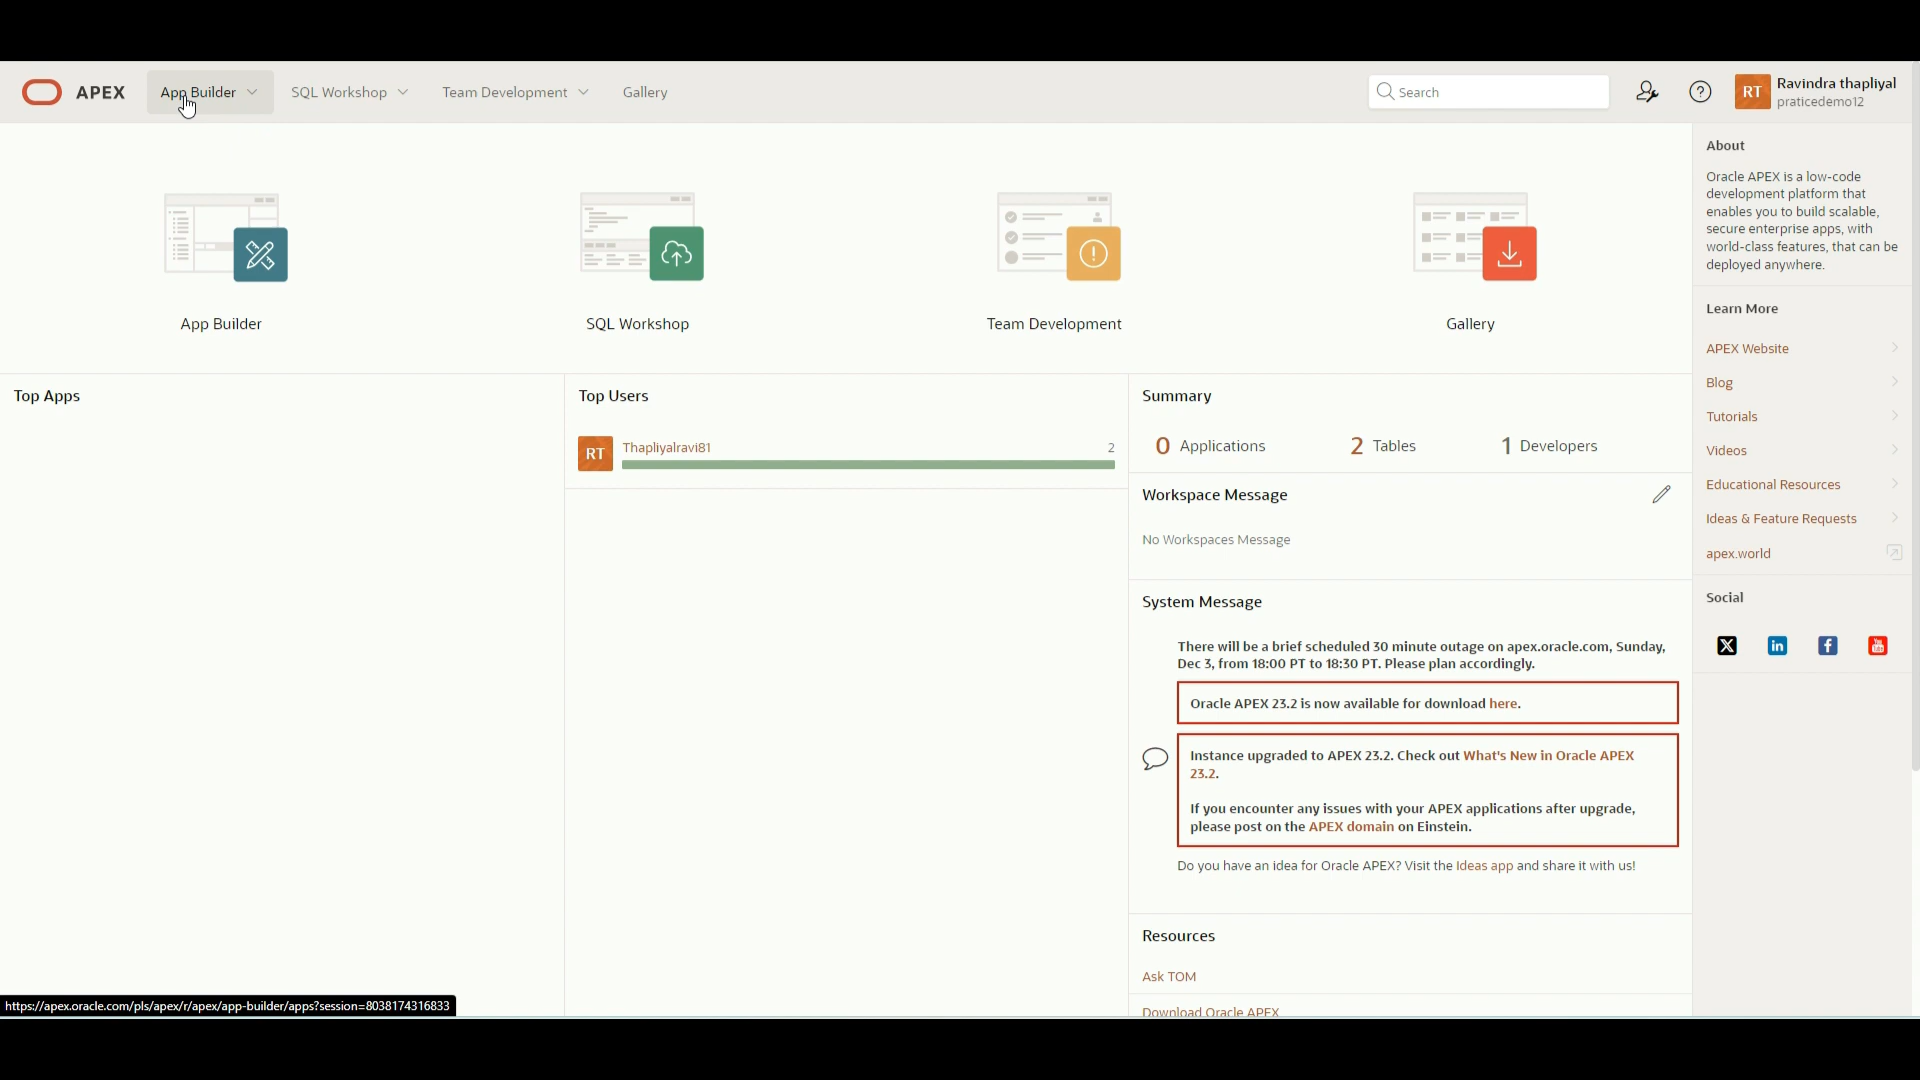 APEX
App Builder
SQL Workshop
Team Development
Gallery
Search
RT
Ravindra thapliyal
praticedemo12
App Builder
SQL Workshop
Team Development
Gallery
Top Apps
Top Users
RT
Thapliyalravi81
2
Summary
0 Applications
2 Tables
1 Developers
Workspace Message
No Workspaces Message
System Message
There will be a brief scheduled 30 minute outage on apex.oracle.com, Sunday,
Dec 3, from 18:00 PT to 18:30 PT. Please plan accordingly.
Oracle APEX 23.2 is now available for download here.
Instance upgraded to APEX 23.2. Check out What's New in Oracle APEX
23.2.
If you encounter any issues with your APEX applications after upgrade,
please post on the APEX domain on Einstein.
Do you have an idea for Oracle APEX? Visit the Ideas app and share it with us!
Resources
Ask TOM
Download Oracle APEX
About
Oracle APEX is a low-code
development platform that
enables you to build scalable,
secure enterprise apps, with
world-class features, that can be
deployed anywhere.
Learn More
APEX Website
Blog
Tutorials
Videos
Educational Resources
Ideas & Feature Requests
apex.world
Social
https://apex.oracle.com/pls/apex/r/apex/app-builder/apps?session=8038174316833